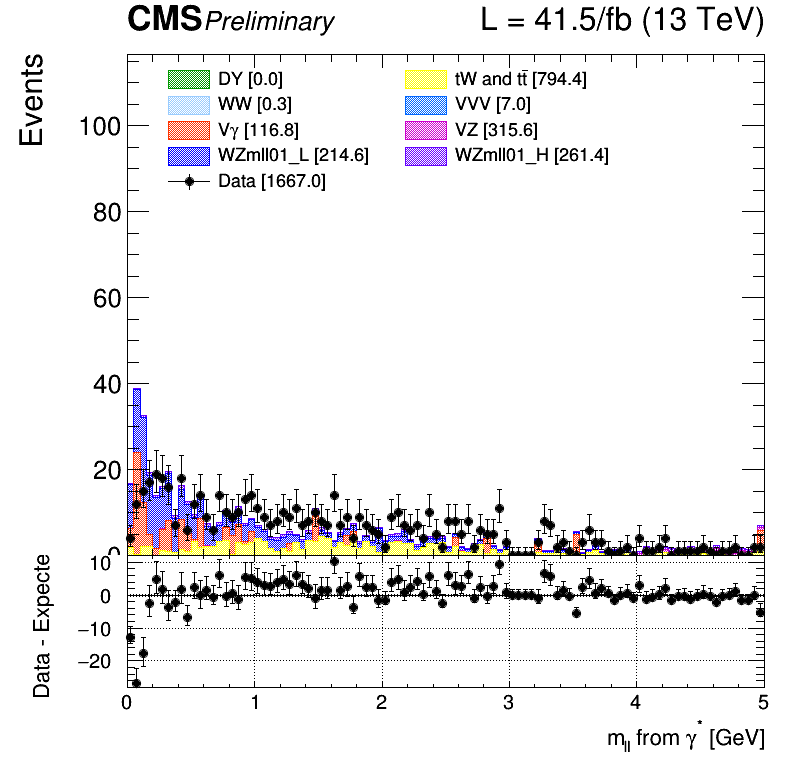 CMS Preliminary L = 41.5/fb (13 TeV)
Events
DY [0.0] tW and tt̄ [794.4]
WW [0.3] VVV [7.0]
Vγ [116.8] VZ [315.6]
WZmll01_L [214.6] WZmll01_H [261.4]
Data [1667.0]
100
80
60
40
20
0
Data - Expecte
10
0
−10
−20
0 1 2 3 4 5
m_ll from γ* [GeV]